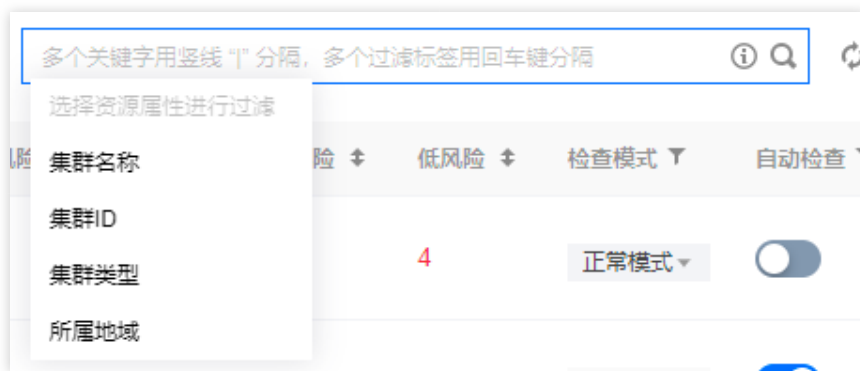 多个关键字用竖线 "|" 分隔，多个过滤标签用回车键分隔
选择资源属性进行过滤
集群名称
集群ID
集群类型
所属地域
险 低风险 检查模式 自动检查
4 正常模式